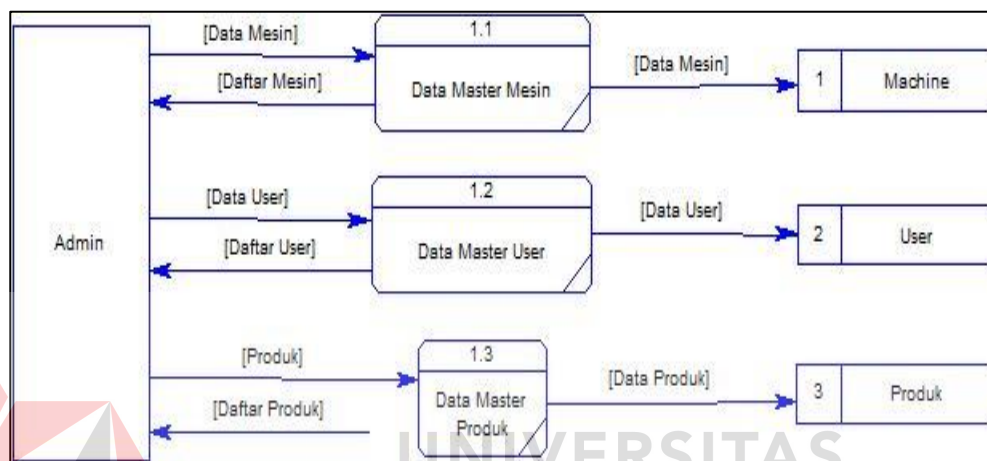 [Data Mesin]
1.1
[Daftar Mesin]
Data Master Mesin
[Data Mesin]
1
Machine
Admin
[Data User]
1.2
[Daftar User]
Data Master User
[Data User]
2
User
[Produk]
1.3
[Daftar Produk]
Data Master
Produk
[Data Produk]
3
Produk
UNIVERSITAS